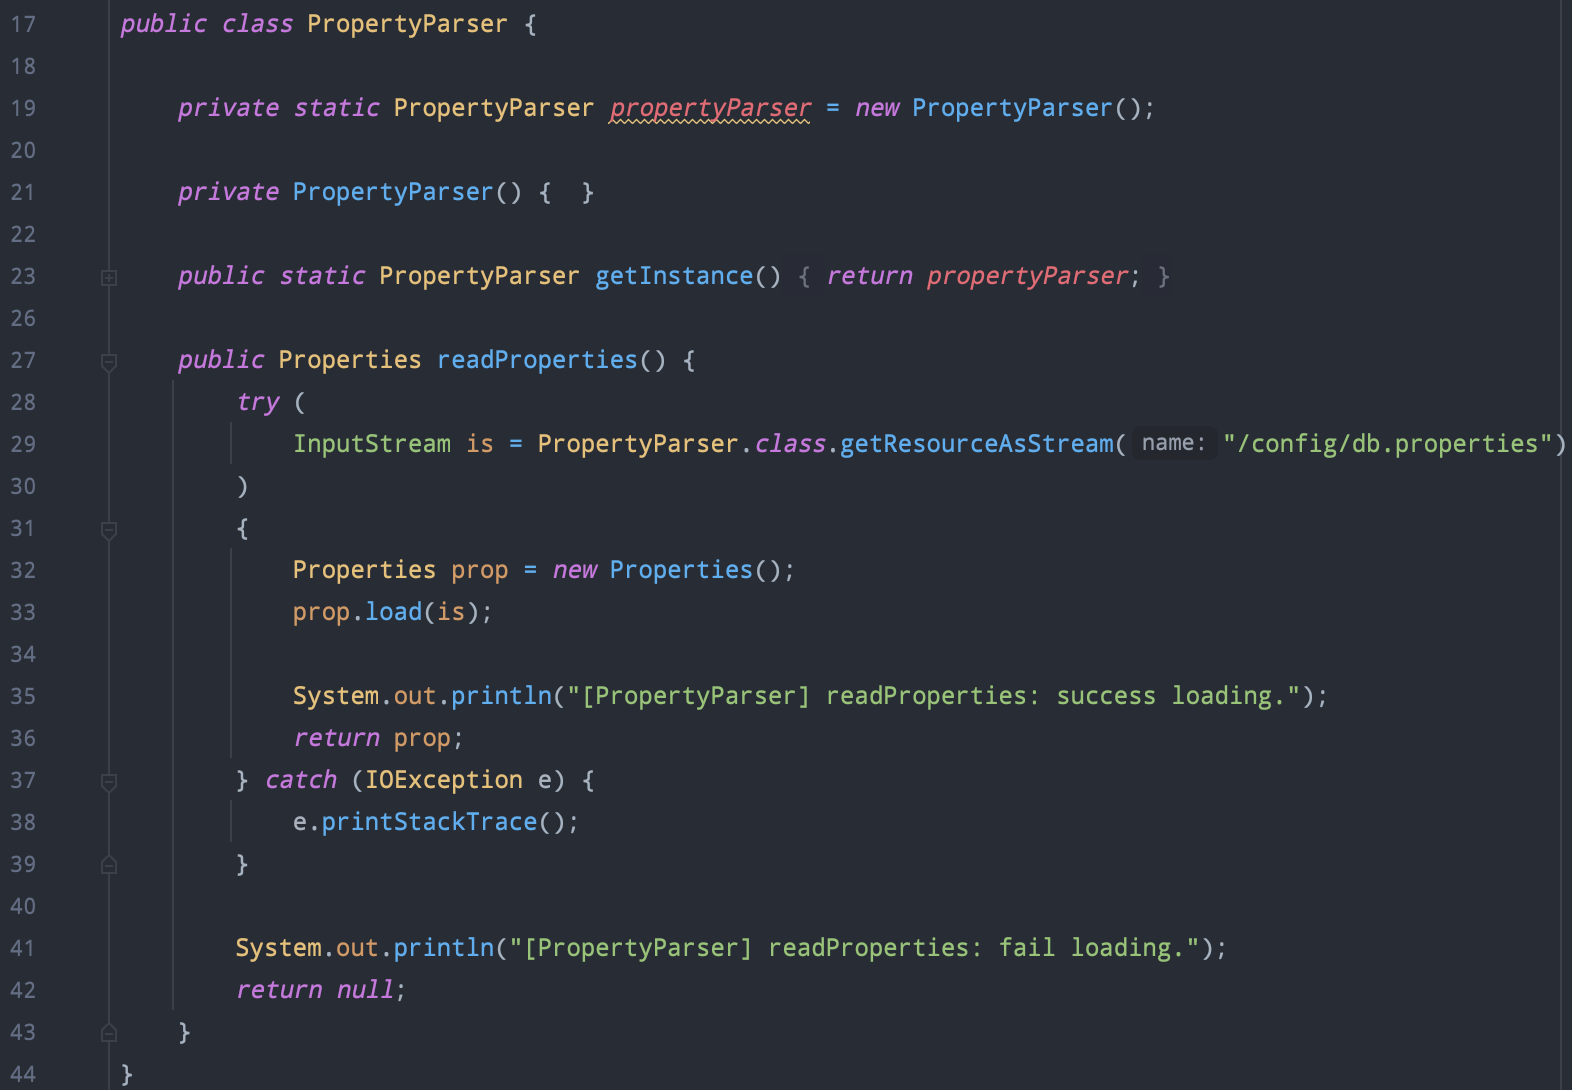 17 public class PropertyParser {
18
19 private static PropertyParser propertyParser = new PropertyParser();
20
21 private PropertyParser() {  }
22
23 public static PropertyParser getInstance() { return propertyParser; }
26
27 public Properties readProperties() {
28 try (
29 InputStream is = PropertyParser.class.getResourceAsStream( name: "/config/db.properties")
30 )
31 {
32 Properties prop = new Properties();
33 prop.load(is);
34
35 System.out.println("[PropertyParser] readProperties: success loading.");
36 return prop;
37 } catch (IOException e) {
38 e.printStackTrace();
39 }
40
41 System.out.println("[PropertyParser] readProperties: fail loading.");
42 return null;
43 }
44 }